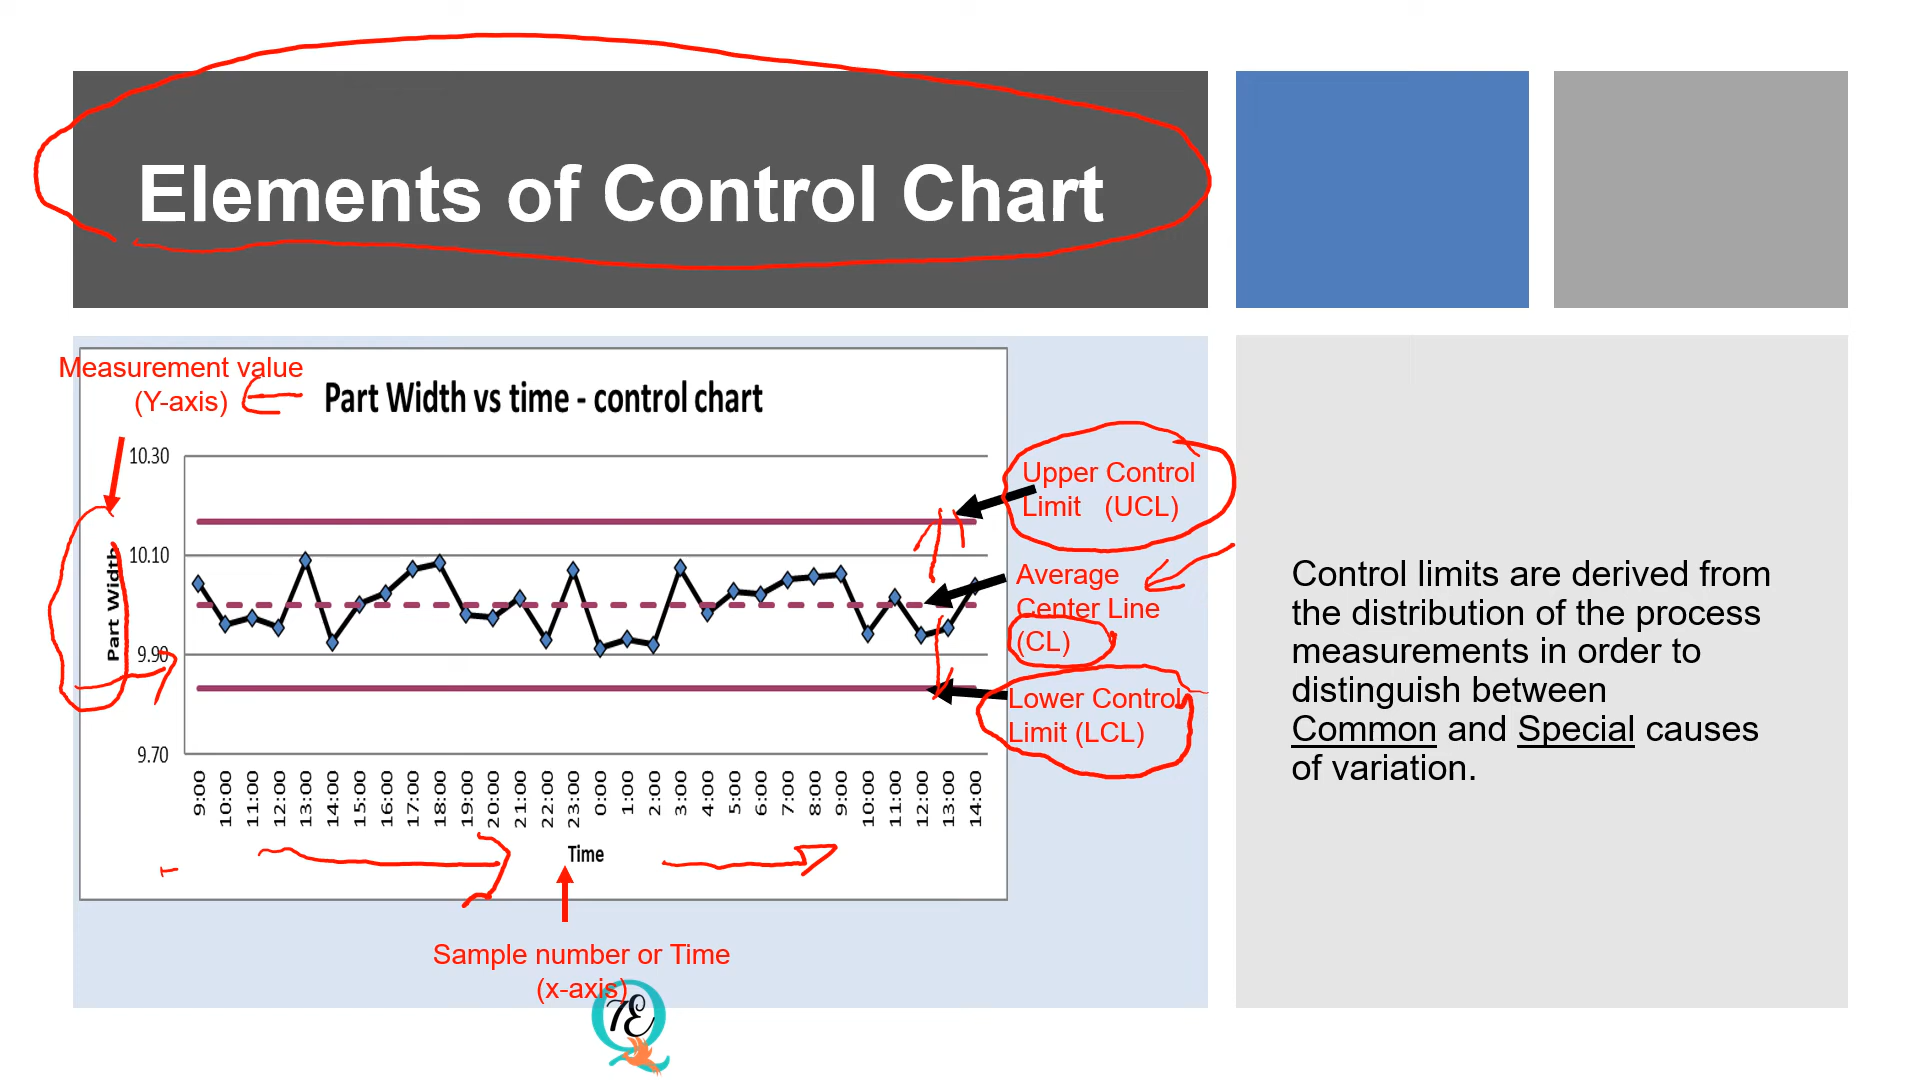 Elements of Control Chart
Measurement value
(Y-axis)
Part Width vs time - control chart
10.30
10.10
9.90
9.70
Part Width
9:00
10:00
11:00
12:00
13:00
14:00
15:00
16:00
17:00
18:00
19:00
20:00
21:00
22:00
23:00
0:00
1:00
2:00
3:00
4:00
5:00
6:00
7:00
8:00
9:00
10:00
11:00
12:00
13:00
14:00
Time
Upper Control
Limit (UCL)
Average
Center Line
(CL)
Lower Control
Limit (LCL)
Sample number or Time
(x-axis)
Control limits are derived from
the distribution of the process
measurements in order to
distinguish between
Common and Special causes
of variation.